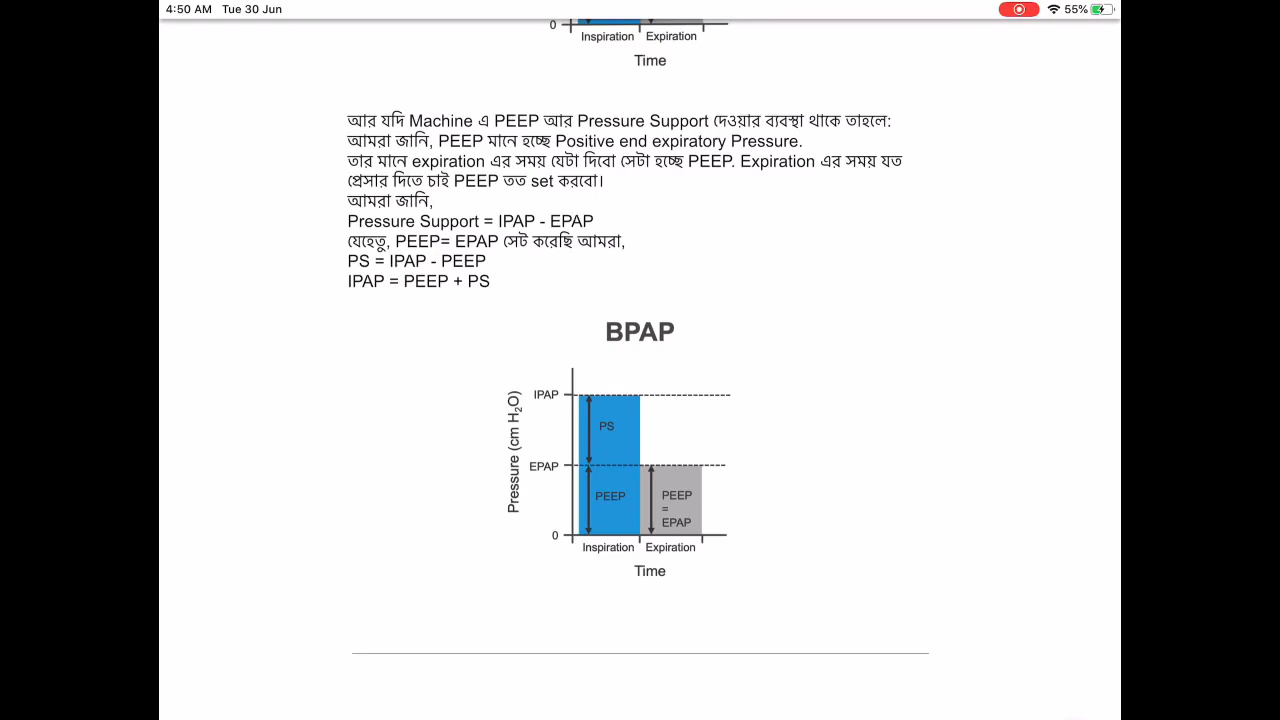 4:50 AM Tue 30 Jun
55%
0
Inspiration Expiration
Time
আর যদি Machine এ PEEP আর Pressure Support দেওয়ার ব্যবস্থা থাকে তাহলে:
আমরা জানি, PEEP মানে হচ্ছে Positive end expiratory Pressure.
তার মানে expiration এর সময় যেটা দিবো সেটা হচ্ছে PEEP. Expiration এর সময় যত
প্রেসার দিতে চাই PEEP তত set করবো।
আমরা জানি,
Pressure Support = IPAP - EPAP
যেহেতু, PEEP= EPAP সেট করেছি আমরা,
PS = IPAP - PEEP
IPAP = PEEP + PS
BPAP
Pressure (cm H₂O)
IPAP
PS
EPAP
PEEP
PEEP
=
EPAP
0
Inspiration Expiration
Time